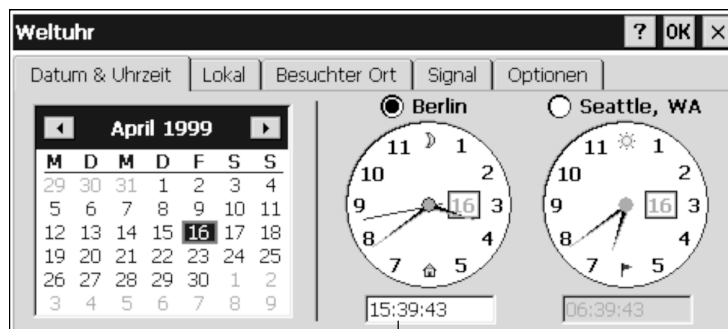 Weltuhr ? OK ×
Datum & Uhrzeit Lokal Besuchter Ort Signal Optionen
April 1999
M D M D F S S
29 30 31 1 2 3 4
5 6 7 8 9 10 11
12 13 14 15 16 17 18
19 20 21 22 23 24 25
26 27 28 29 30 1 2
3 4 5 6 7 8 9
Berlin
11 1
10 2
9 16 3
8 4
7 5
15:39:43
Seattle, WA
11 1
10 2
9 16 3
8 4
7 5
06:39:43